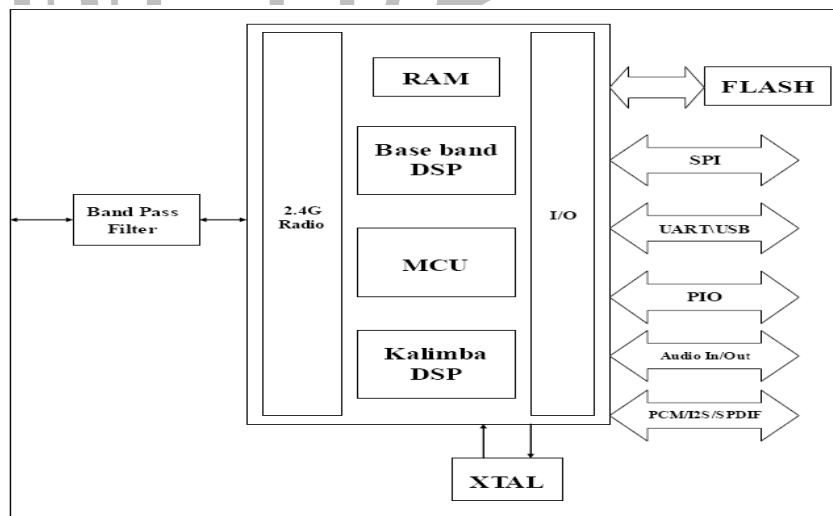 RAM
FLASH
Base band
DSP
SPI
2.4G
Radio
I/O
Band Pass
Filter
UART\USB
MCU
PIO
Kalimba
DSP
Audio In/Out
PCM/I2S/SPDIF
XTAL